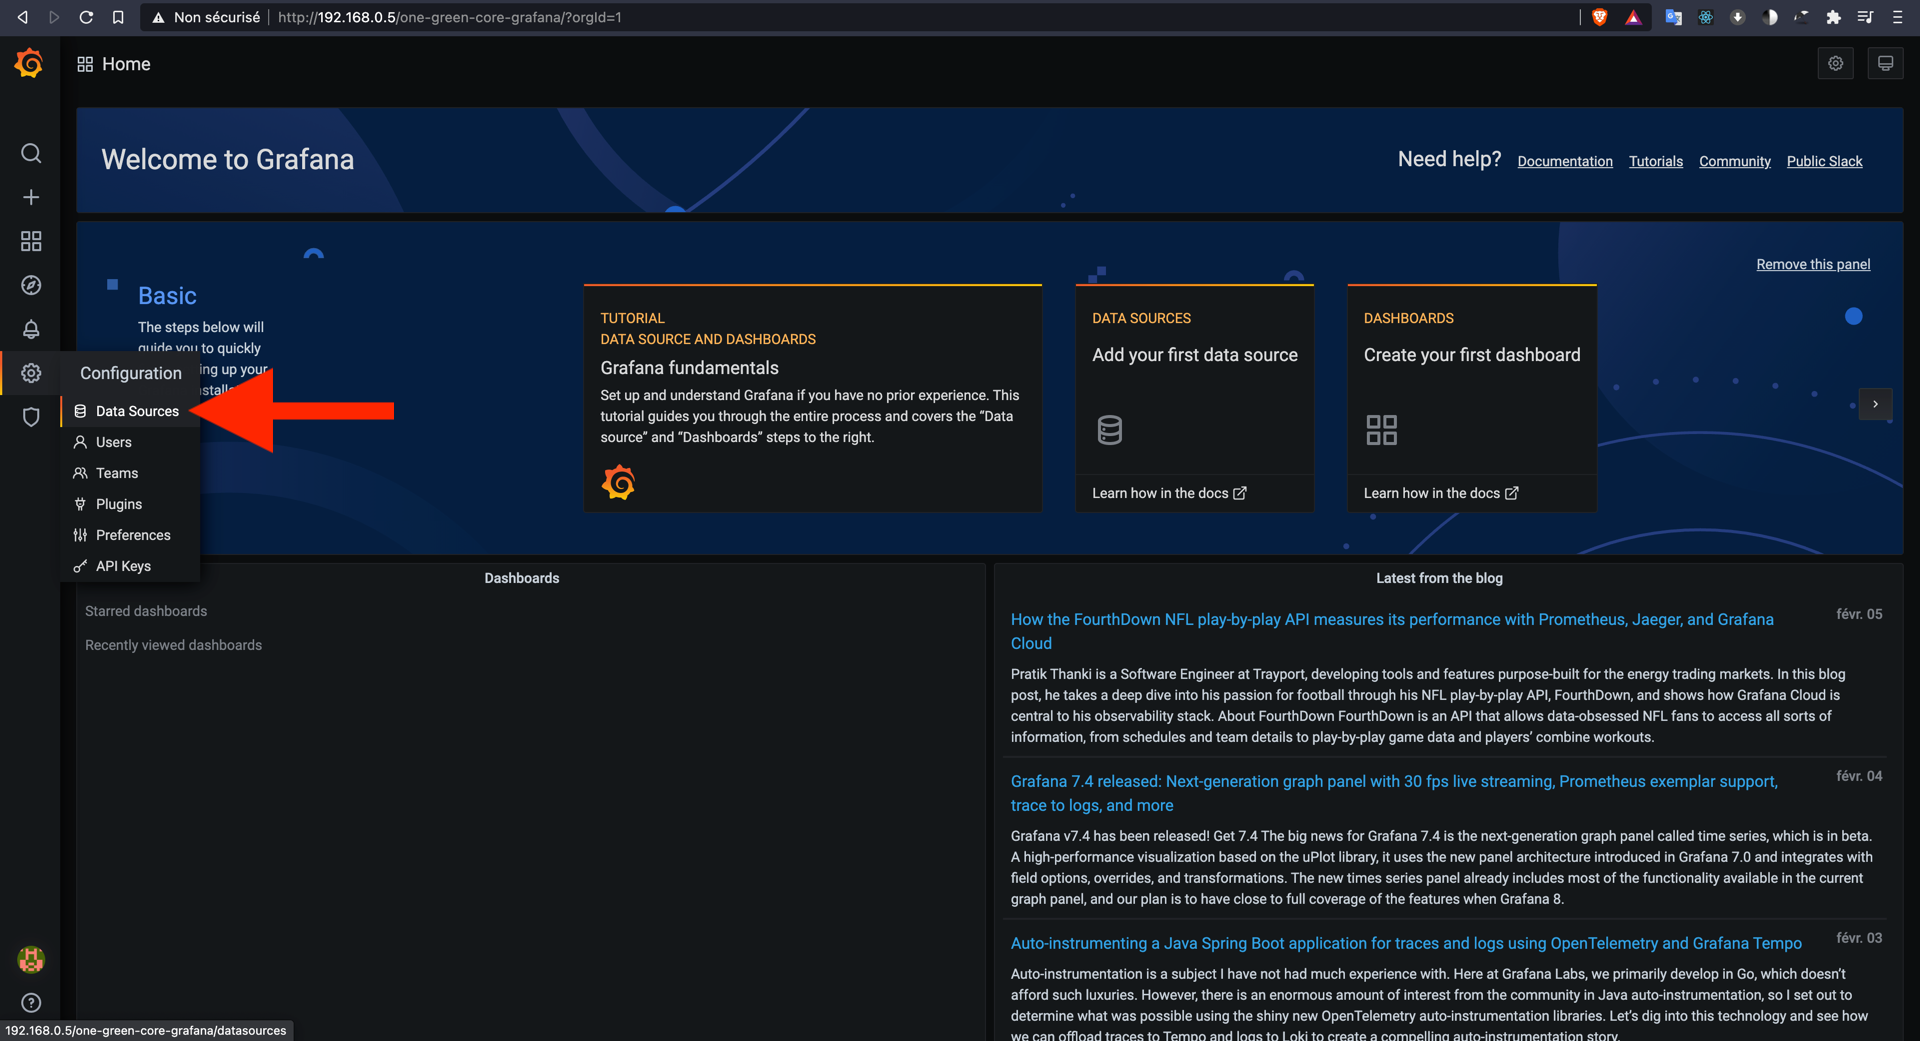 Non sécurisé | http://192.168.0.5/one-green-core-grafana/?orgId=1
Home
Welcome to Grafana
Need help? Documentation Tutorials Community Public Slack
Remove this panel
Basic
The steps below will
guide you to quickly
ing up your
TUTORIAL
DATA SOURCE AND DASHBOARDS
Grafana fundamentals
Set up and understand Grafana if you have no prior experience. This
tutorial guides you through the entire process and covers the “Data
source” and “Dashboards” steps to the right.
DATA SOURCES
Add your first data source
Learn how in the docs
DASHBOARDS
Create your first dashboard
Learn how in the docs
Configuration
Data Sources
Users
Teams
Plugins
Preferences
API Keys
Dashboards
Starred dashboards
Recently viewed dashboards
Latest from the blog
How the FourthDown NFL play-by-play API measures its performance with Prometheus, Jaeger, and Grafana
Cloud
févr. 05
Pratik Thanki is a Software Engineer at Trayport, developing tools and features purpose-built for the energy trading markets. In this blog
post, he takes a deep dive into his passion for football through his NFL play-by-play API, FourthDown, and shows how Grafana Cloud is
central to his observability stack. About FourthDown FourthDown is an API that allows data-obsessed NFL fans to access all sorts of
information, from schedules and team details to play-by-play game data and players’ combine workouts.
Grafana 7.4 released: Next-generation graph panel with 30 fps live streaming, Prometheus exemplar support,
trace to logs, and more
févr. 04
Grafana v7.4 has been released! Get 7.4 The big news for Grafana 7.4 is the next-generation graph panel called time series, which is in beta.
A high-performance visualization based on the uPlot library, it uses the new panel architecture introduced in Grafana 7.0 and integrates with
field options, overrides, and transformations. The new times series panel already includes most of the functionality available in the current
graph panel, and our plan is to have close to full coverage of the features when Grafana 8.
Auto-instrumenting a Java Spring Boot application for traces and logs using OpenTelemetry and Grafana Tempo
févr. 03
Auto-instrumentation is a subject I have not had much experience with. Here at Grafana Labs, we primarily develop in Go, which doesn’t
afford such luxuries. However, there is an enormous amount of interest from the community in Java auto-instrumentation, so I set out to
determine what was possible using the shiny new OpenTelemetry auto-instrumentation libraries. Let’s dig into this technology and see how
we can offload traces to Tempo and logs to Loki to create a compelling auto-instrumentation story.
192.168.0.5/one-green-core-grafana/datasources